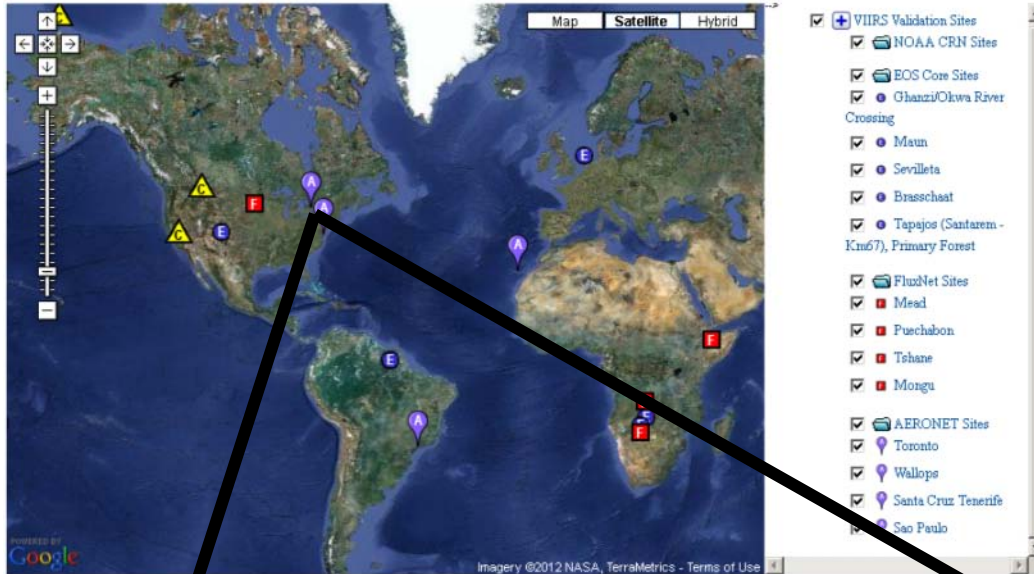 Map Satellite Hybrid
-->
VIIRS Validation Sites
NOAA CRN Sites
EOS Core Sites
Ghanzi/Okwa River
Crossing
Maun
Sevilleta
Brasschaat
Tapajos (Santarem -
Km67), Primary Forest
FluxNet Sites
Mead
Puechabon
Tshane
Mongu
AERONET Sites
Toronto
Wallops
Santa Cruz Tenerife
Sao Paulo
C
A
C
F
A
E
C
E
A
F
E
A
E
F
POWERED BY
Google
Imagery ©2012 NASA, TerraMetrics - Terms of Use